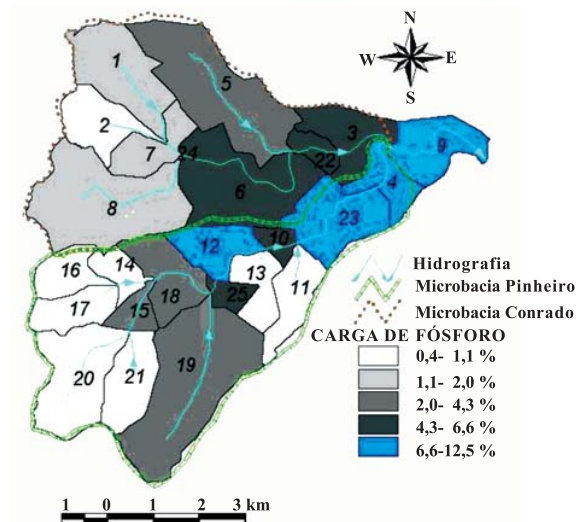 N
W E
S
1
5
2
3
9
7
24
22
4
6
8
23
12
10
16
14
13
11
17
15
18
25
19
20
21
Hidrografia
Microbacia Pinheiro
Microbacia Conrado
CARGA DE FÓSFORO
0,4- 1,1 %
1,1- 2,0 %
2,0- 4,3 %
4,3- 6,6 %
6,6-12,5 %
1 0 1 2 3 km